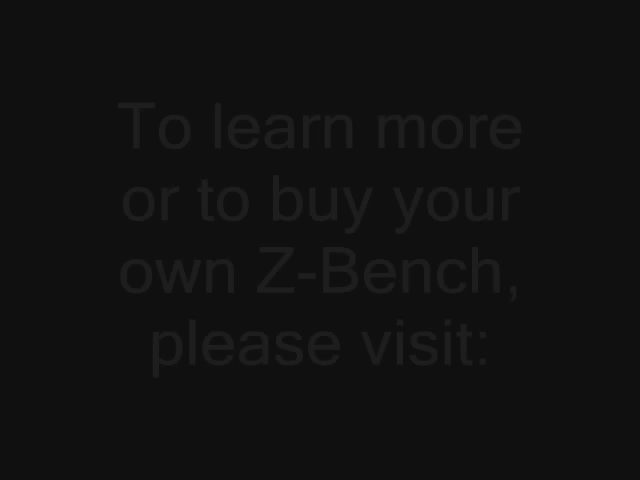 To learn more
or to buy your
own Z-Bench,
please visit: